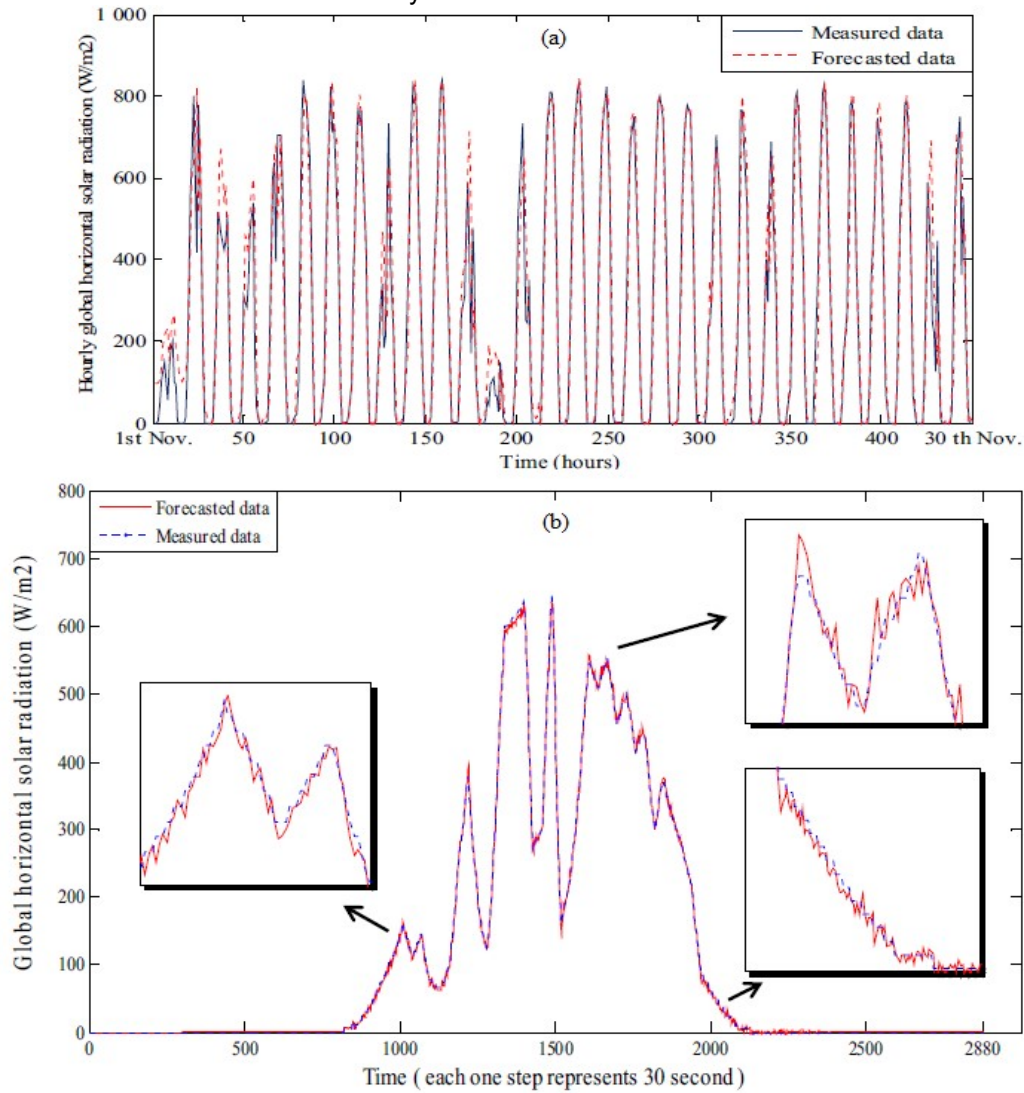 1 000
(a)
Measured data
Forecasted data
800
600
400
200
0
Hourly global horizontal solar radiation (W/m2)
1st Nov. 50 100 150 200 250 300 350 400 30 th Nov.
Time (hours)
800
Forecasted data
Measured data
(b)
700
600
500
400
300
200
100
0
Global horizontal solar radiation (W/m2)
0 500 1000 1500 2000 2500 2880
Time ( each one step represents 30 second )